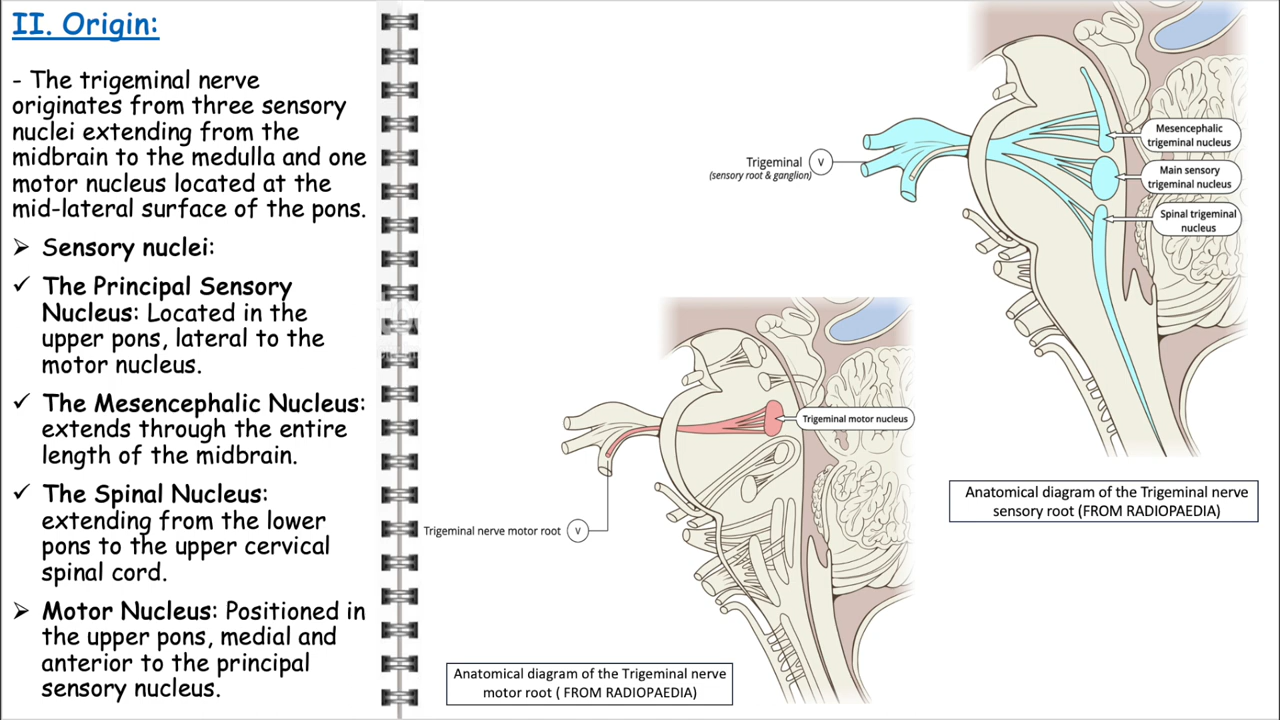 II. Origin:
- The trigeminal nerve
originates from three sensory
nuclei extending from the
midbrain to the medulla and one
motor nucleus located at the
mid-lateral surface of the pons.
➢ Sensory nuclei:
✓ The Principal Sensory
Nucleus: Located in the
upper pons, lateral to the
motor nucleus.
✓ The Mesencephalic Nucleus:
extends through the entire
length of the midbrain.
✓ The Spinal Nucleus:
extending from the lower
pons to the upper cervical
spinal cord.
➢ Motor Nucleus: Positioned in
the upper pons, medial and
anterior to the principal
sensory nucleus.
Trigeminal V
(sensory root & ganglion)
Mesencephalic
trigeminal nucleus
Main sensory
trigeminal nucleus
Spinal trigeminal
nucleus
Anatomical diagram of the Trigeminal nerve
sensory root (FROM RADIOPAEDIA)
Trigeminal motor nucleus
Trigeminal nerve motor root V
Anatomical diagram of the Trigeminal nerve
motor root ( FROM RADIOPAEDIA)